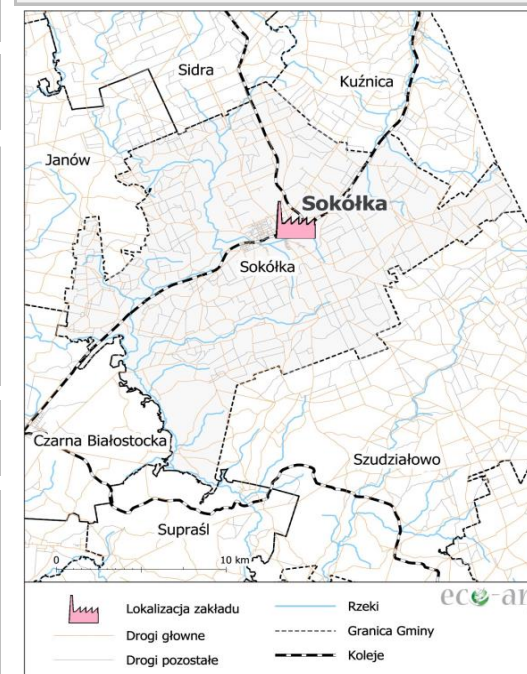 Sidra
Kuźnica
Janów
Sokółka
Sokółka
Czarna Białostocka
Szudziałowo
Supraśl
0 10 km
Lokalizacja zakładu
Drogi głowne
Drogi pozostałe
Rzeki
Granica Gminy
Koleje